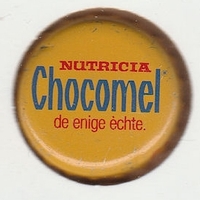 NUTRICIA
Chocomel
de enige échte.